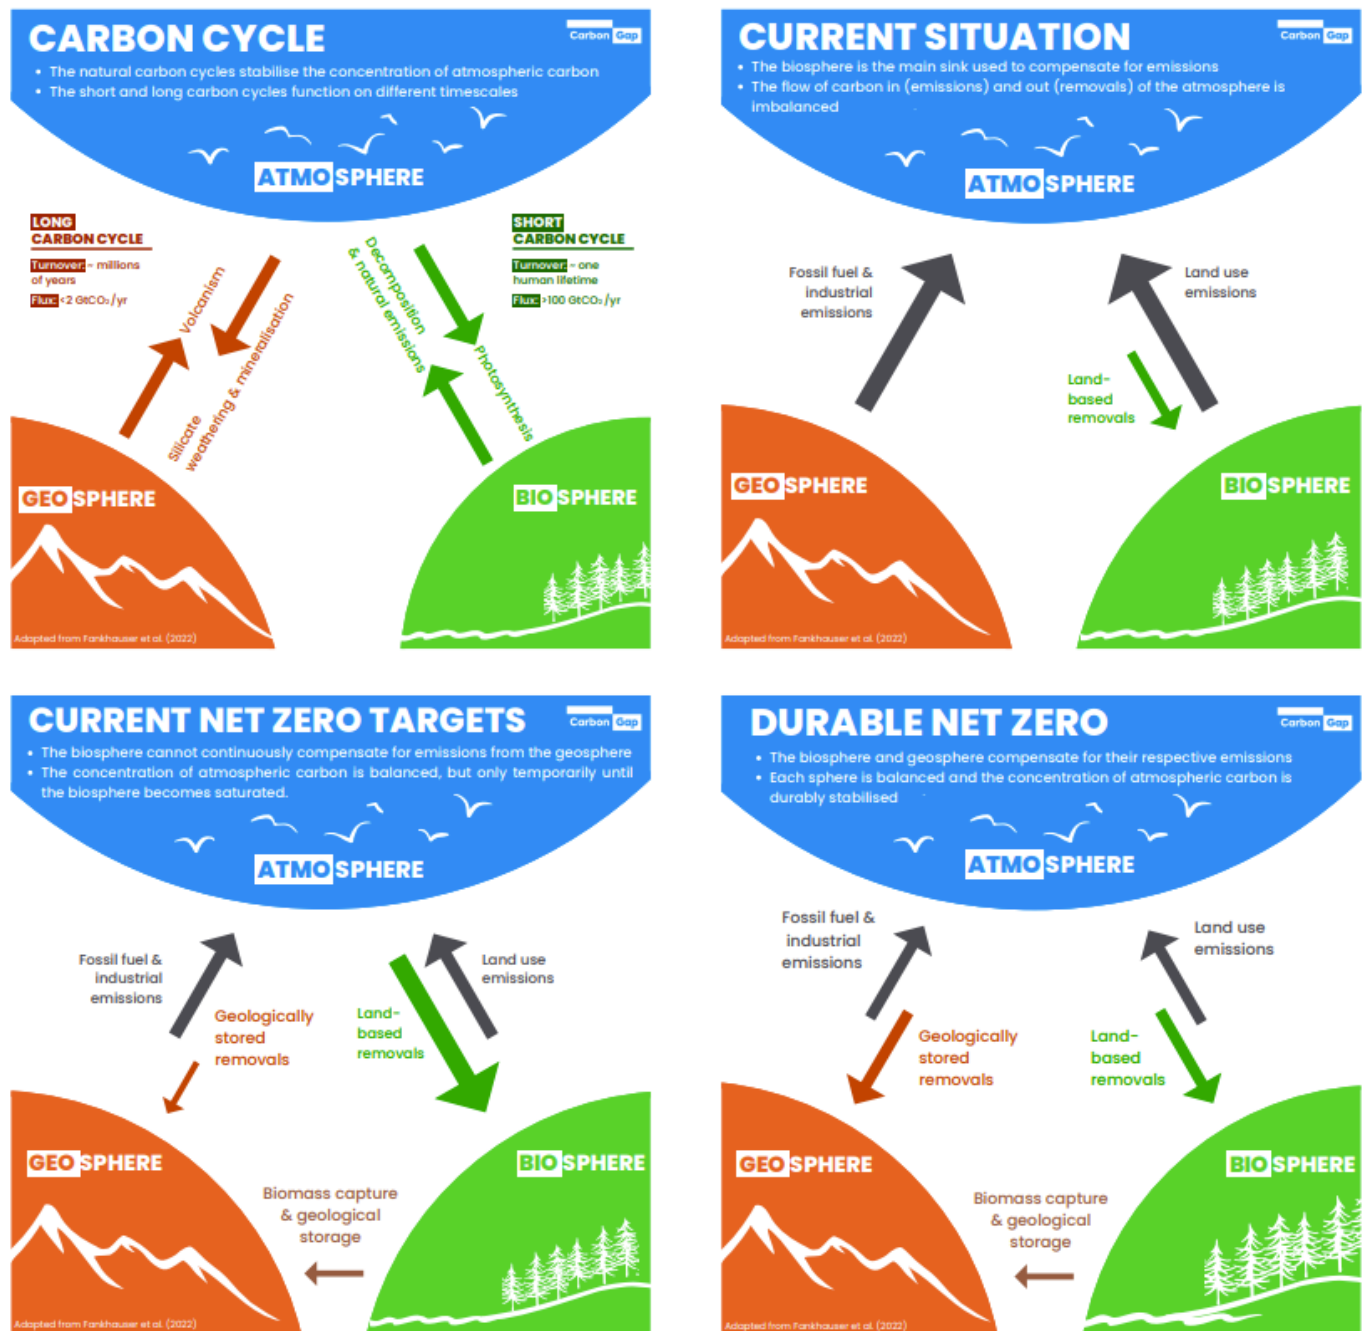 CARBON CYCLE
Carbon Gap
• The natural carbon cycles stabilise the concentration of atmospheric carbon
• The short and long carbon cycles function on different timescales
ATMOSPHERE
LONG
CARBON CYCLE
Turnover: ~ millions
of years
Flux: <2 GtCO₂/yr
SHORT
CARBON CYCLE
Turnover: ~ one
human lifetime
Flux: >100 GtCO₂/yr
Volcanism
Silicate
weathering & mineralisation
Decomposition
& natural emissions
Photosynthesis
GEOSPHERE
BIOSPHERE
Adapted from Fankhauser et al. (2022)
CURRENT SITUATION
Carbon Gap
• The biosphere is the main sink used to compensate for emissions
• The flow of carbon in (emissions) and out (removals) of the atmosphere is
imbalanced
ATMOSPHERE
Fossil fuel &
industrial
emissions
Land use
emissions
Land-
based
removals
GEOSPHERE
BIOSPHERE
Adapted from Fankhauser et al. (2022)
CURRENT NET ZERO TARGETS
Carbon Gap
• The biosphere cannot continuously compensate for emissions from the geosphere
• The concentration of atmospheric carbon is balanced, but only temporarily until
the biosphere becomes saturated.
ATMOSPHERE
Fossil fuel &
industrial
emissions
Geologically
stored
removals
Land-
based
removals
Land use
emissions
GEOSPHERE
BIOSPHERE
Biomass capture
& geological
storage
Adapted from Fankhauser et al. (2022)
DURABLE NET ZERO
Carbon Gap
• The biosphere and geosphere compensate for their respective emissions
• Each sphere is balanced and the concentration of atmospheric carbon is
durably stabilised
ATMOSPHERE
Fossil fuel &
industrial
emissions
Land use
emissions
Geologically
stored
removals
Land-
based
removals
GEOSPHERE
BIOSPHERE
Biomass capture
& geological
storage
Adapted from Fankhauser et al. (2022)